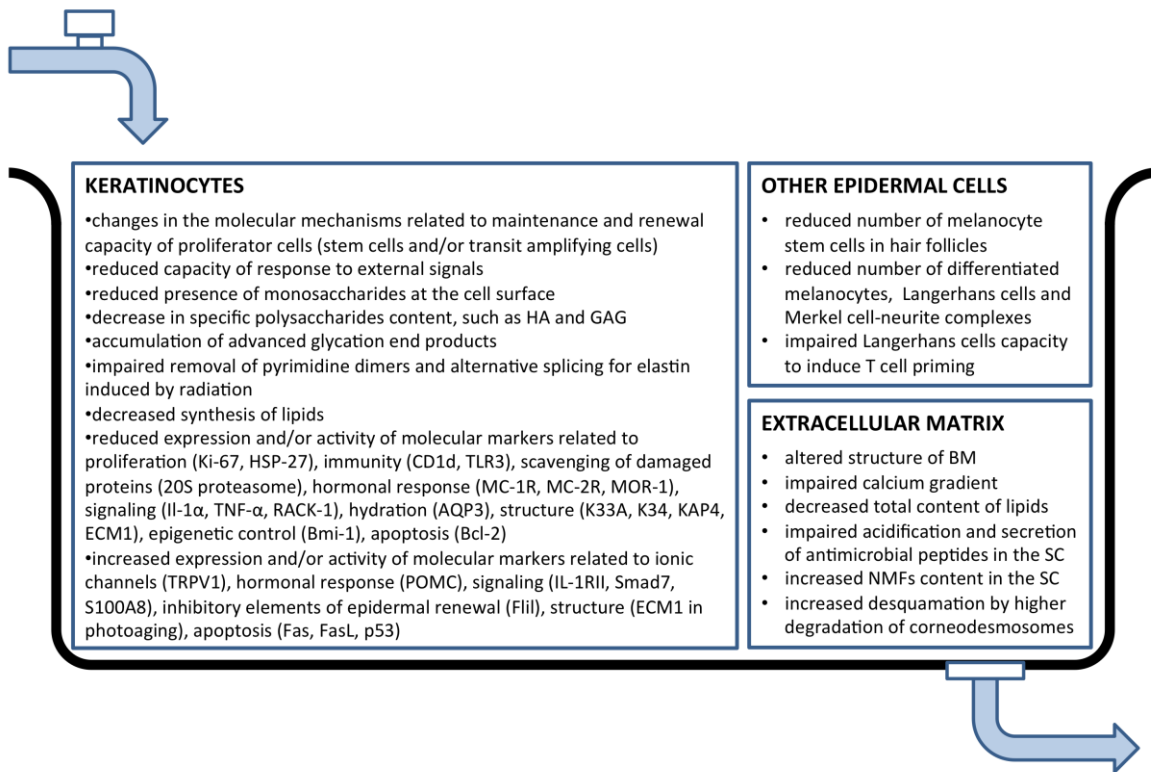 KERATINOCYTES
•changes in the molecular mechanisms related to maintenance and renewal
capacity of proliferator cells (stem cells and/or transit amplifying cells)
•reduced capacity of response to external signals
•reduced presence of monosaccharides at the cell surface
•decrease in specific polysaccharides content, such as HA and GAG
•accumulation of advanced glycation end products
•impaired removal of pyrimidine dimers and alternative splicing for elastin
induced by radiation
•decreased synthesis of lipids
•reduced expression and/or activity of molecular markers related to
proliferation (Ki-67, HSP-27), immunity (CD1d, TLR3), scavenging of damaged
proteins (20S proteasome), hormonal response (MC-1R, MC-2R, MOR-1),
signaling (Il-1α, TNF-α, RACK-1), hydration (AQP3), structure (K33A, K34, KAP4,
ECM1), epigenetic control (Bmi-1), apoptosis (Bcl-2)
•increased expression and/or activity of molecular markers related to ionic
channels (TRPV1), hormonal response (POMC), signaling (IL-1RII, Smad7,
S100A8), inhibitory elements of epidermal renewal (FliI), structure (ECM1 in
photoaging), apoptosis (Fas, FasL, p53)
OTHER EPIDERMAL CELLS
• reduced number of melanocyte
stem cells in hair follicles
• reduced number of differentiated
melanocytes, Langerhans cells and
Merkel cell-neurite complexes
• impaired Langerhans cells capacity
to induce T cell priming
EXTRACELLULAR MATRIX
• altered structure of BM
• impaired calcium gradient
• decreased total content of lipids
• impaired acidification and secretion
of antimicrobial peptides in the SC
• increased NMFs content in the SC
• increased desquamation by higher
degradation of corneodesmosomes